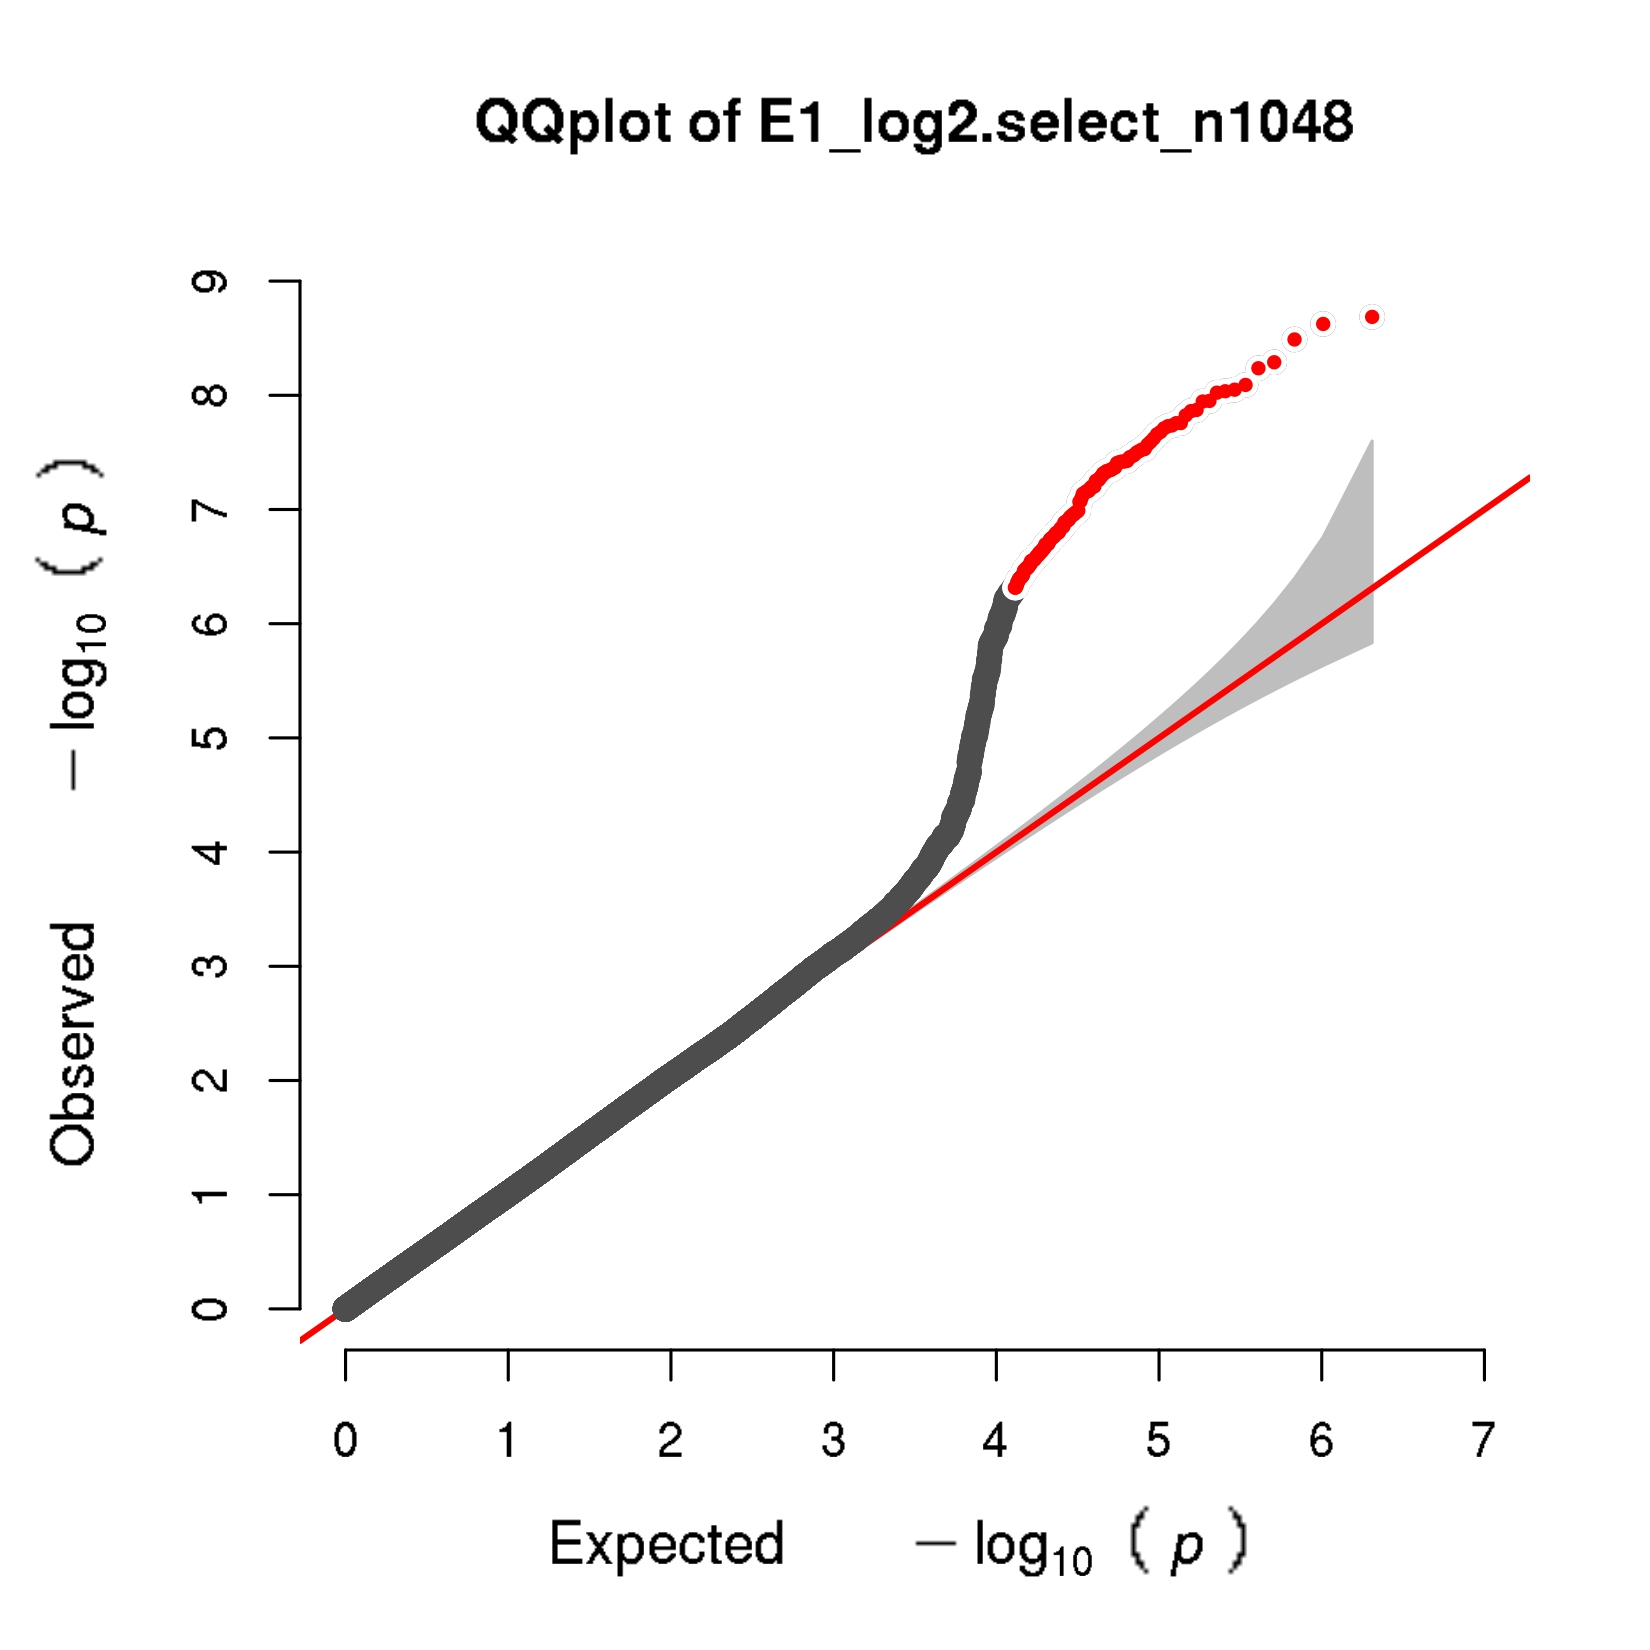 QQplot of E1_log2.select_n1048
9
8
7
6
5
4
3
2
1
0
Observed −log10 ( p )
0 1 2 3 4 5 6 7
Expected −log10 ( p )